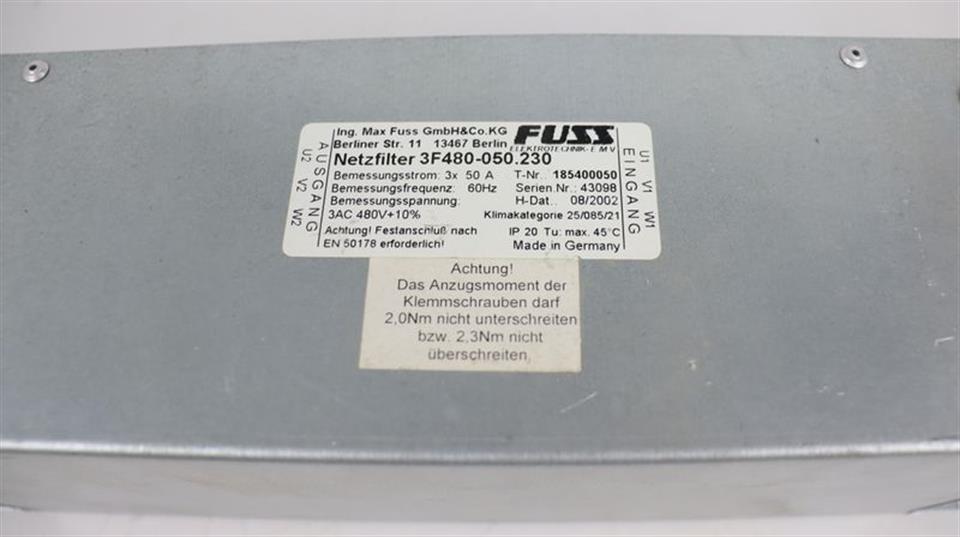 Ing. Max Fuss GmbH&Co.KG
Berliner Str. 11 13467 Berlin
FUSS
ELEKTROTECHNIK-EMV
Netzfilter 3F480-050.230
Bemessungsstrom: 3x 50 A T-Nr. 185400050
Bemessungsfrequenz: 60Hz Serien.Nr.: 43098
Bemessungsspannung: H-Dat.. 08/2002
3AC 480V+10% Klimakategorie 25/085/21
Achtung! Festanschluß nach IP 20 Tu: max. 45°C
EN 50178 erforderlich! Made in Germany
AUSGANG
U2 V2 W2
EINGANG
U1 V1 W1
Achtung!
Das Anzugsmoment der
Klemmschrauben darf
2,0Nm nicht unterschreiten
bzw. 2,3Nm nicht
überschreiten.